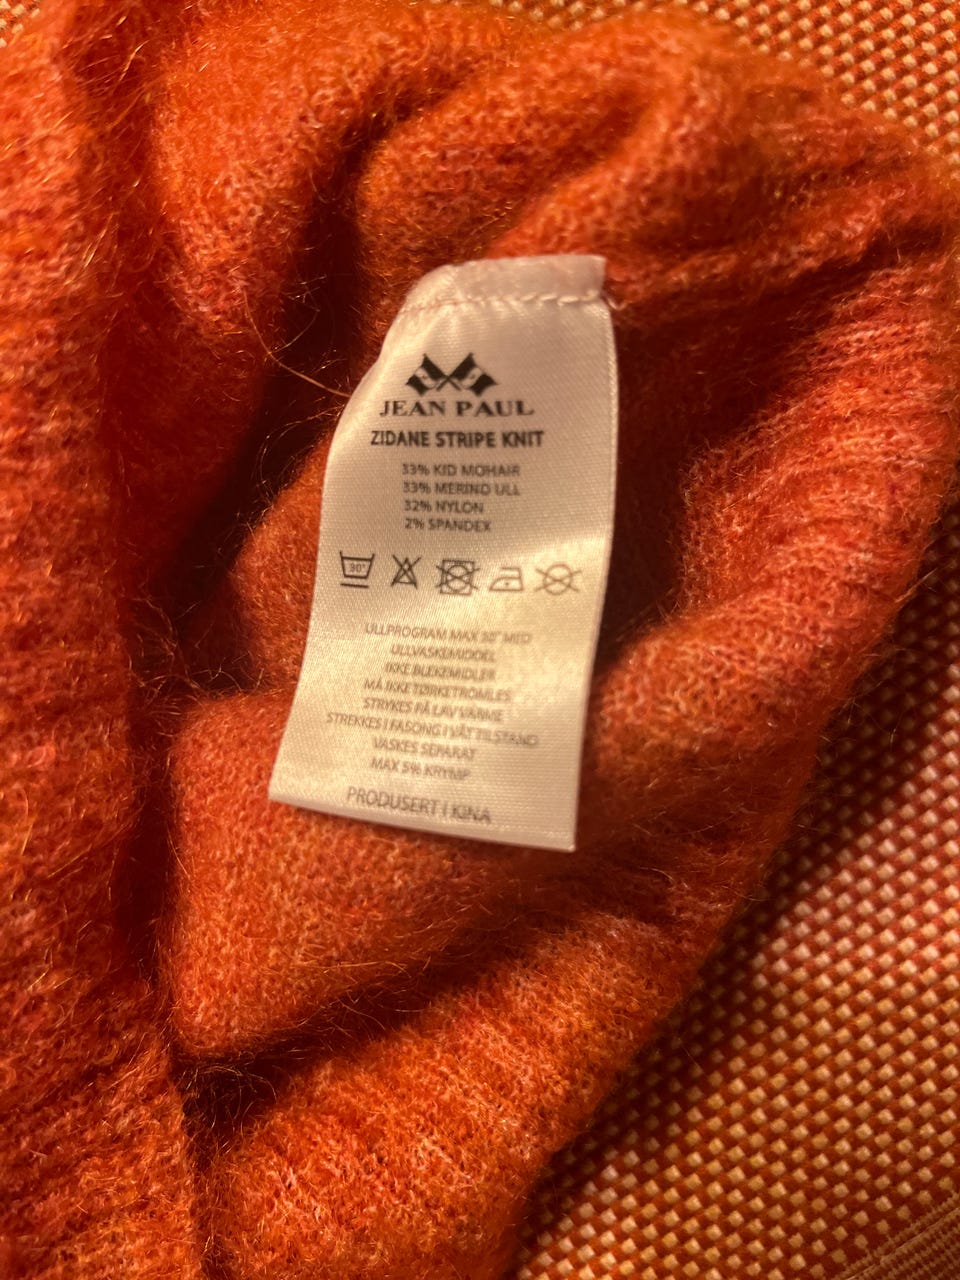 JEAN PAUL
ZIDANE STRIPE KNIT
33% KID MOHAIR
33% MERINO ULL
32% NYLON
2% SPANDEX
30°
ULLPROGRAM MAX 30° MED
ULLVASKEMIDDEL
IKKE BLEKEMIDLER
MÅ IKKE TØRKETROMLES
STRYKES PÅ LAV VARME
STREKKES I FASONG I VÅT TILSTAND
VASKES SEPARAT
MAX 5% KRYMP
PRODUSERT I KINA